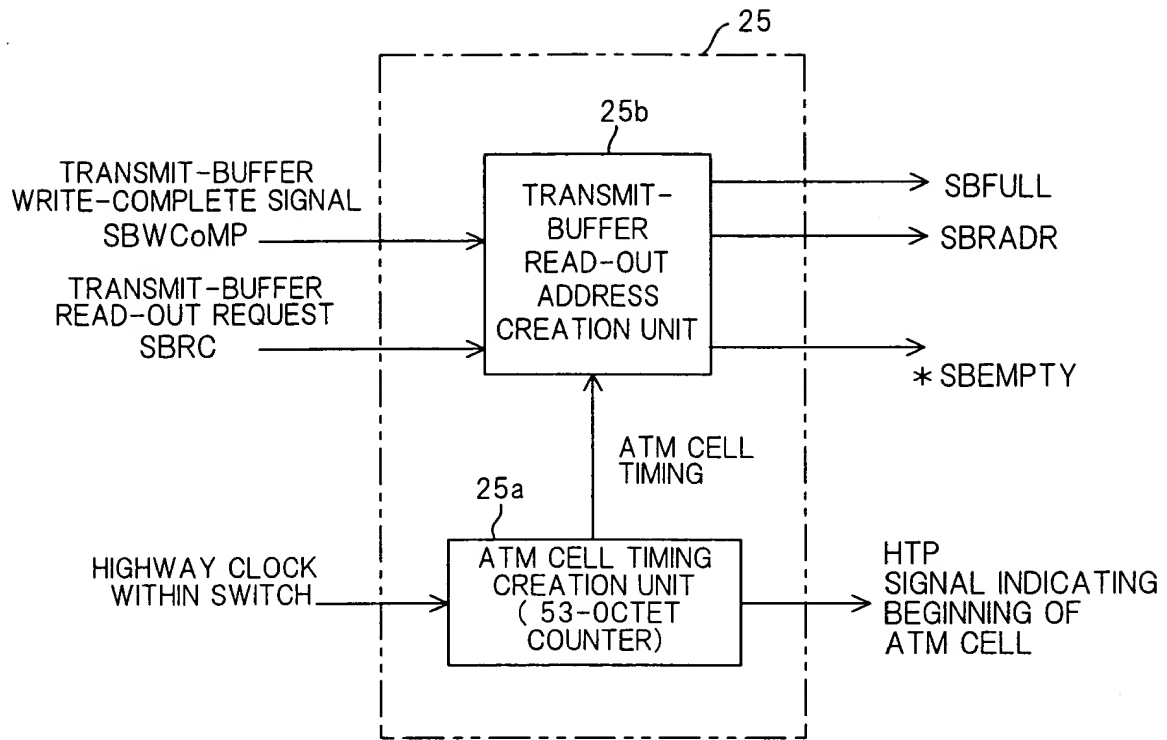 25
25b
TRANSMIT-BUFFER
WRITE-COMPLETE SIGNAL
SBWCoMP
TRANSMIT-BUFFER
READ-OUT REQUEST
SBRC
TRANSMIT-
BUFFER
READ-OUT
ADDRESS
CREATION UNIT
SBFULL
SBRADR
*SBEMPTY
ATM CELL
TIMING
25a
HIGHWAY CLOCK
WITHIN SWITCH
ATM CELL TIMING
CREATION UNIT
( 53-OCTET
COUNTER)
HTP
SIGNAL INDICATING
BEGINNING OF
ATM CELL